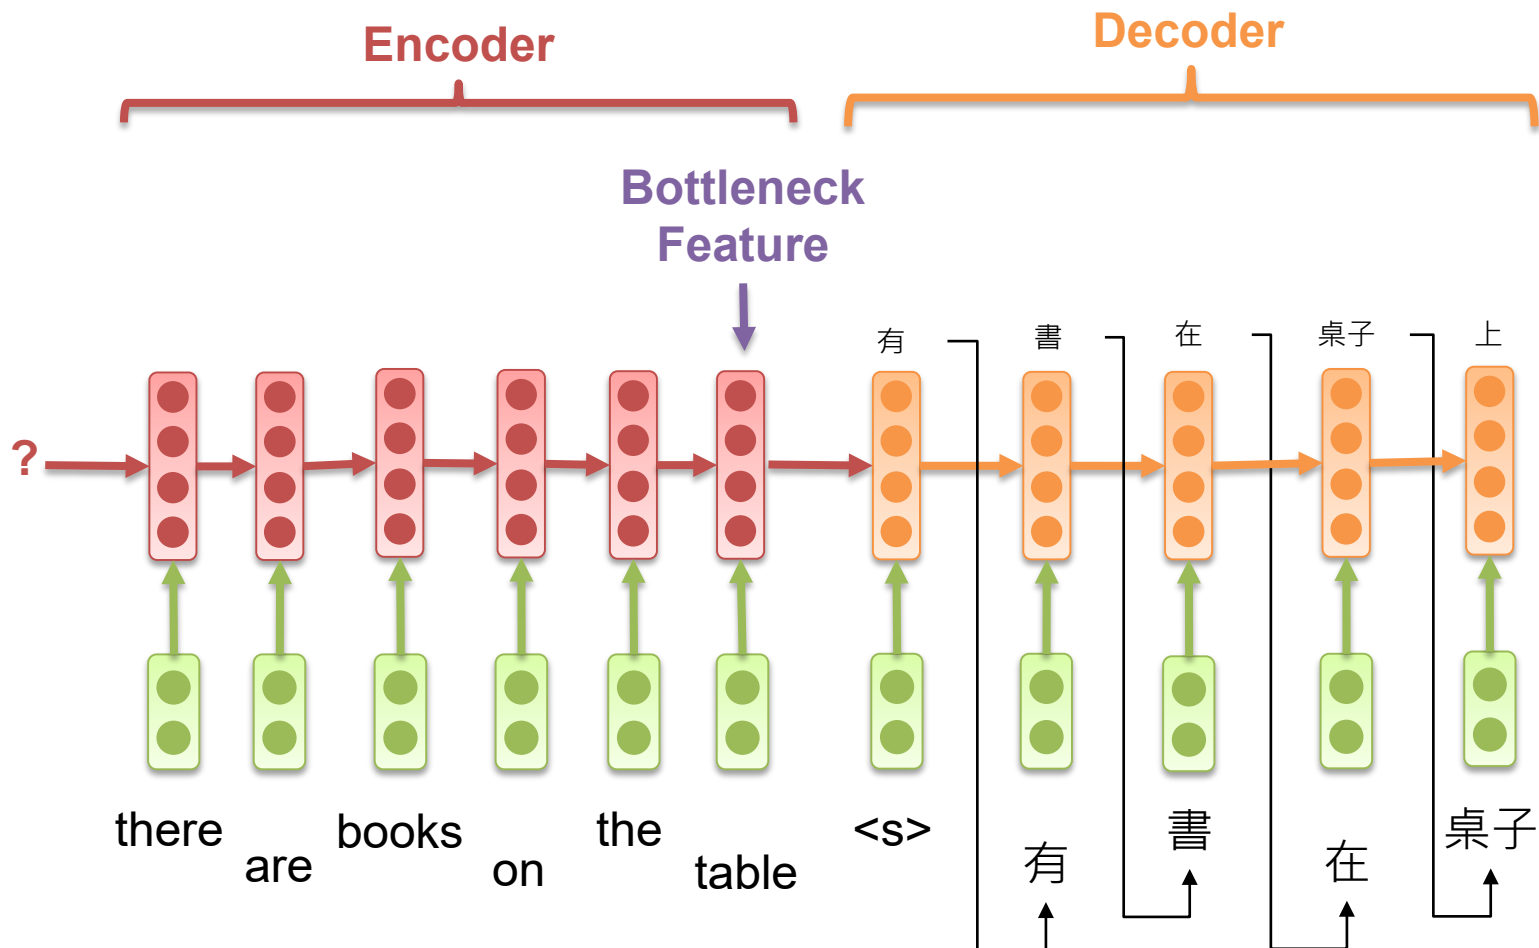 Encoder
Decoder
Bottleneck
Feature
有 書 在 桌子 上
?
there are books on the table <s> 有 書 在 桌子